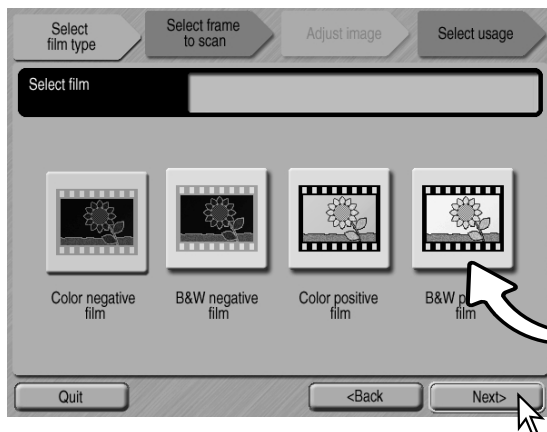 Select
film type
Select frame
to scan
Adjust image
Select usage
Select film
Color negative
film
B&W negative
film
Color positive
film
B&W
film
Quit
<Back
Next>